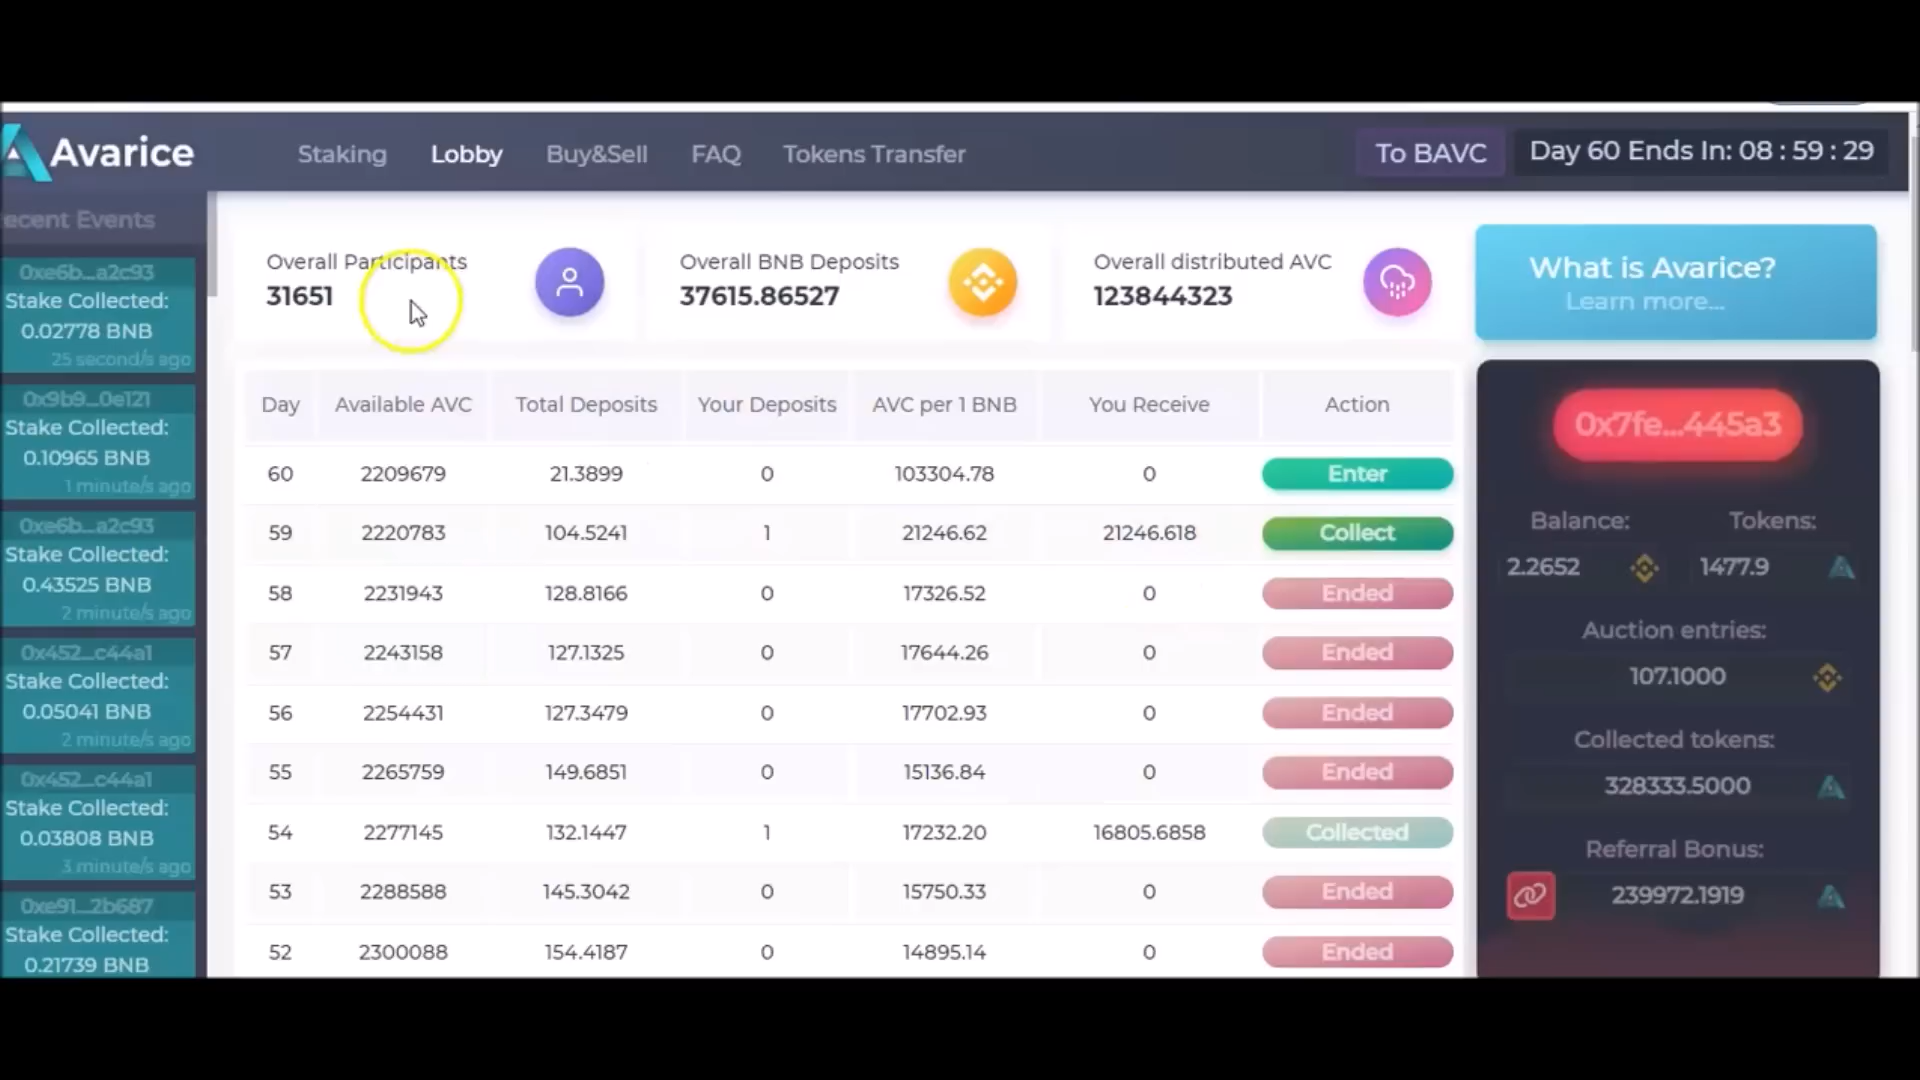 Avarice
Staking Lobby Buy&Sell FAQ Tokens Transfer To BAVC Day 60 Ends In: 08 : 59 : 29
ecent Events
0xe6b...a2c93
Stake Collected:
0.02778 BNB
25 second/s ago
0x9b9...0e121
Stake Collected:
0.10965 BNB
1 minute/s ago
0xe6b...a2c93
Stake Collected:
0.43525 BNB
2 minute/s ago
0x452...c44a1
Stake Collected:
0.05041 BNB
2 minute/s ago
0x452...c44a1
Stake Collected:
0.03808 BNB
3 minute/s ago
0xe91...2b687
Stake Collected:
0.21739 BNB
Overall Participants
31651
Overall BNB Deposits
37615.86527
Overall distributed AVC
123844323
Day Available AVC Total Deposits Your Deposits AVC per 1 BNB You Receive Action
60 2209679 21.3899 0 103304.78 0 Enter
59 2220783 104.5241 1 21246.62 21246.618 Collect
58 2231943 128.8166 0 17326.52 0 Ended
57 2243158 127.1325 0 17644.26 0 Ended
56 2254431 127.3479 0 17702.93 0 Ended
55 2265759 149.6851 0 15136.84 0 Ended
54 2277145 132.1447 1 17232.20 16805.6858 Collected
53 2288588 145.3042 0 15750.33 0 Ended
52 2300088 154.4187 0 14895.14 0 Ended
What is Avarice?
Learn more...
0x7fe...445a3
Balance: Tokens:
2.2652 1477.9
Auction entries:
107.1000
Collected tokens:
328333.5000
Referral Bonus:
239972.1919